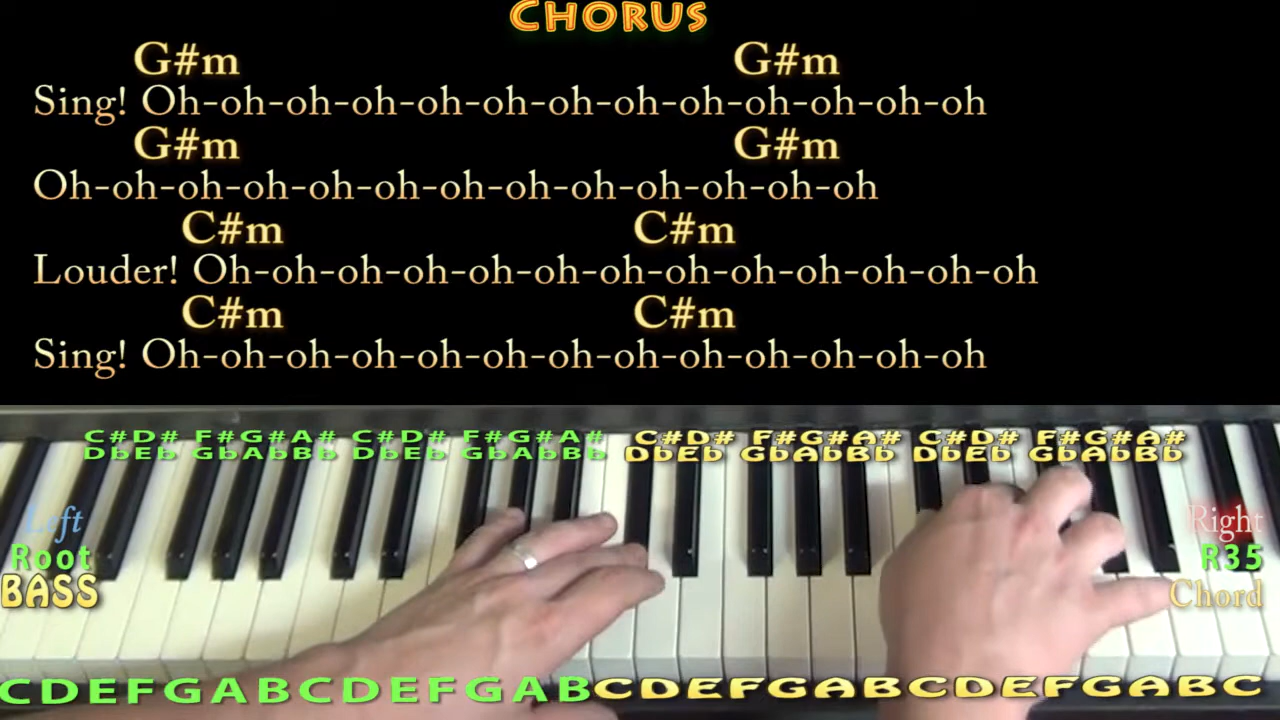 CHORUS
G#m G#m
Sing! Oh-oh-oh-oh-oh-oh-oh-oh-oh-oh-oh-oh-oh
G#m G#m
Oh-oh-oh-oh-oh-oh-oh-oh-oh-oh-oh-oh-oh
C#m C#m
Louder! Oh-oh-oh-oh-oh-oh-oh-oh-oh-oh-oh-oh-oh
C#m C#m
Sing! Oh-oh-oh-oh-oh-oh-oh-oh-oh-oh-oh-oh-oh
C#D# F#G#A# C#D# F#G#A# C#D# F#G#A# C#D# F#G#A#
DbEb GbAbBb DbEb GbAbBb DbEb GbAbBb DbEb GbAbBb
Left Right
Root R35
BASS Chord
CDEFGABCDEFGABCDEFGABCDEFGABC